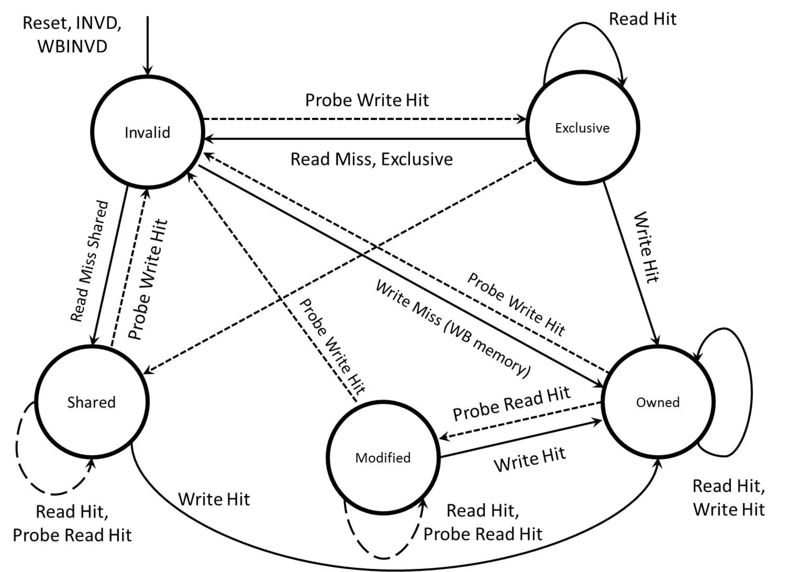 Reset, INVD,
WBINVD
Read Hit
Invalid
Probe Write Hit
Exclusive
Read Miss, Exclusive
Read Miss Shared
Probe Write Hit
Write Hit
Probe Write Hit
Write Miss (WB memory)
Probe Write Hit
Shared
Probe Read Hit
Owned
Modified
Write Hit
Read Hit,
Write Hit
Write Hit
Read Hit,
Probe Read Hit
Read Hit,
Probe Read Hit